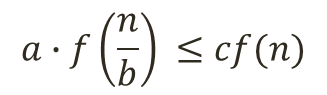 a · f(n/b) ≤ cf(n)